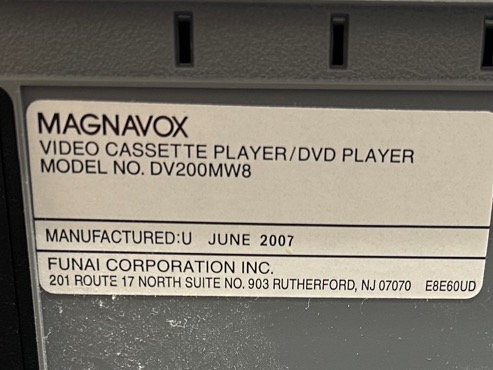 MAGNAVOX
VIDEO CASSETTE PLAYER/DVD PLAYER
MODEL NO. DV200MW8
MANUFACTURED:U JUNE 2007
FUNAI CORPORATION INC.
201 ROUTE 17 NORTH SUITE NO. 903 RUTHERFORD, NJ 07070 E8E60UD